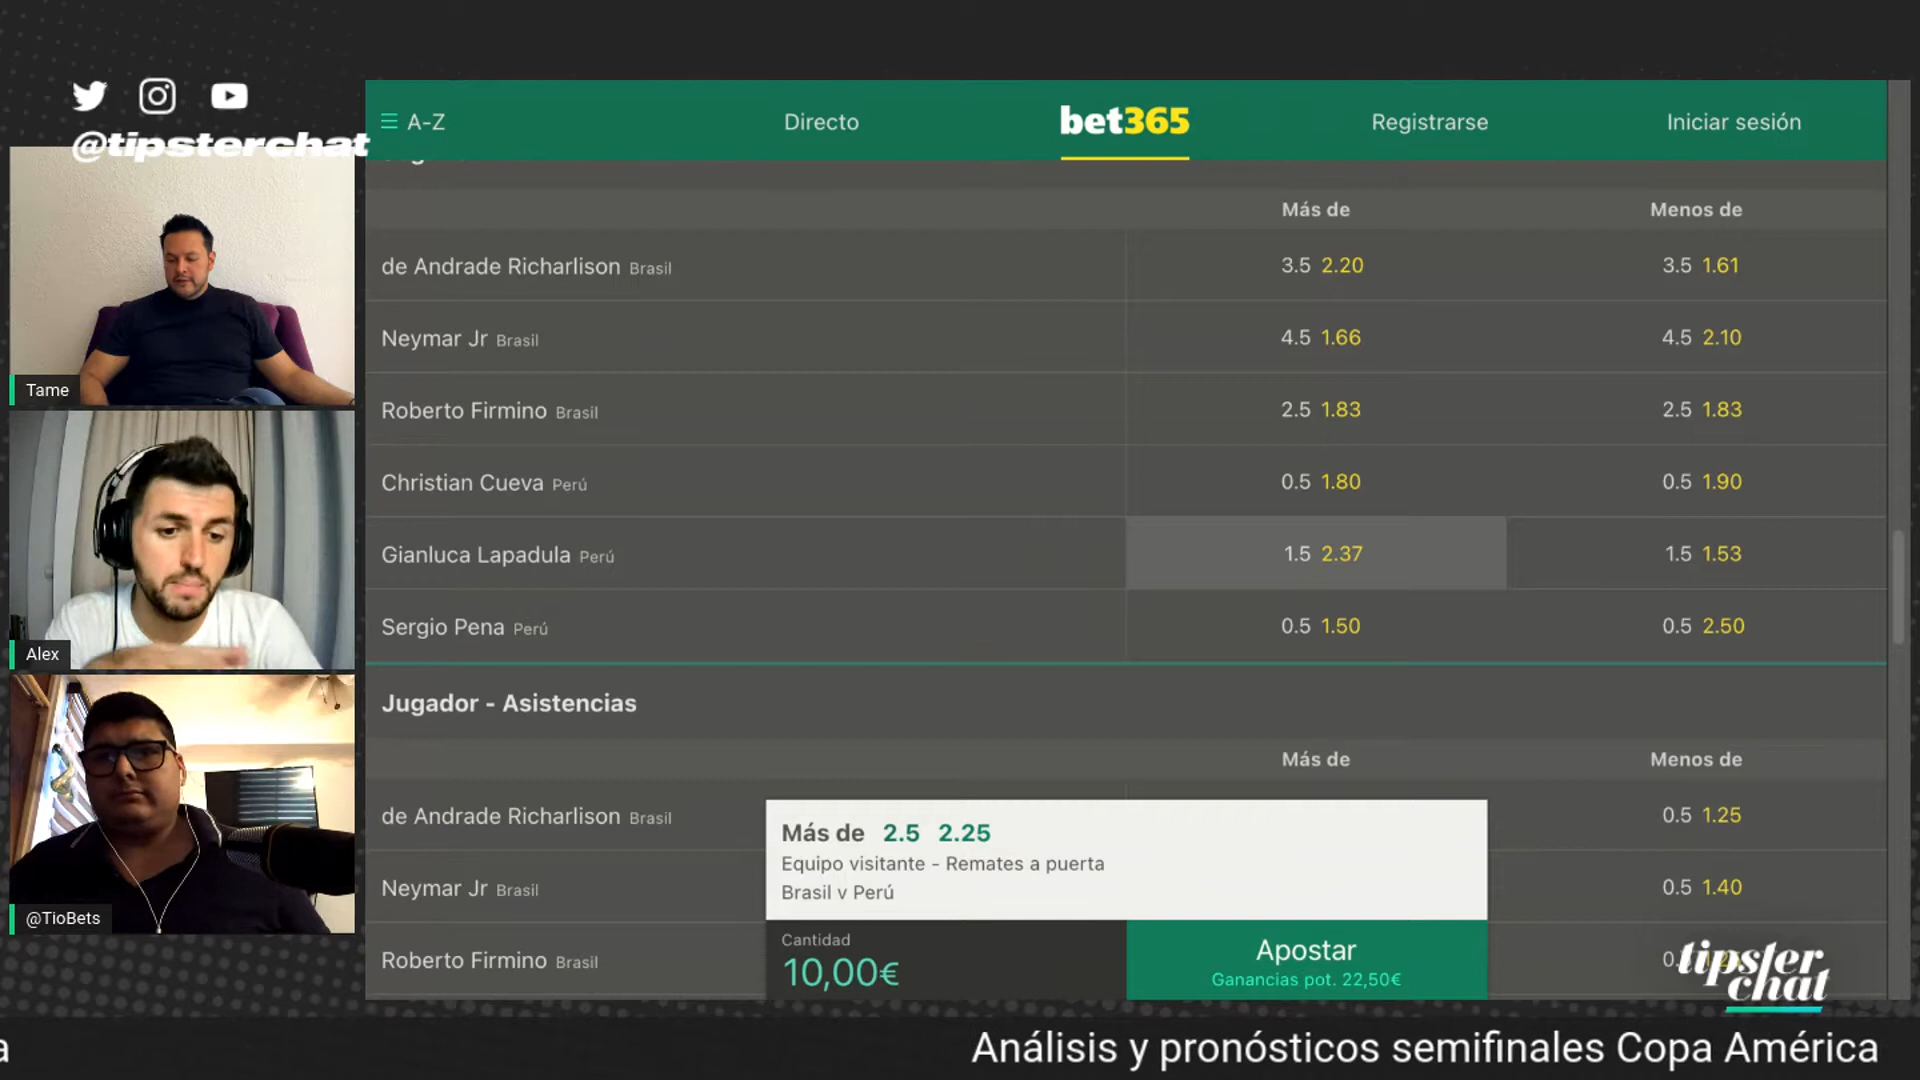 @tipsterchat
A-Z
Directo
bet365
Registrarse
Iniciar sesión
Más de
Menos de
de Andrade Richarlison Brasil
3.5 2.20
3.5 1.61
Neymar Jr Brasil
4.5 1.66
4.5 2.10
Roberto Firmino Brasil
2.5 1.83
2.5 1.83
Christian Cueva Perú
0.5 1.80
0.5 1.90
Gianluca Lapadula Perú
1.5 2.37
1.5 1.53
Sergio Pena Perú
0.5 1.50
0.5 2.50
Jugador - Asistencias
Más de
Menos de
de Andrade Richarlison Brasil
0.5 1.25
Neymar Jr Brasil
0.5 1.40
Roberto Firmino Brasil
Más de 2.5 2.25
Equipo visitante - Remates a puerta
Brasil v Perú
Cantidad
10,00€
Apostar
Ganancias pot. 22,50€
Tame
Alex
@TioBets
tipster
chat
a
Análisis y pronósticos semifinales Copa América